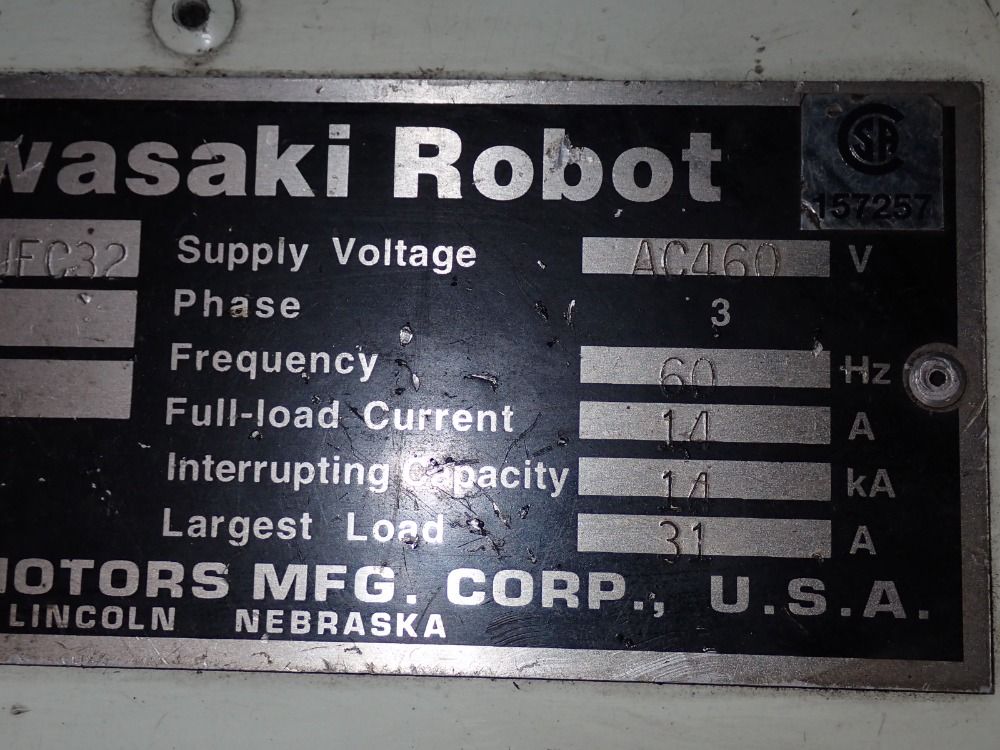 wasaki Robot
CSA
157257
JFC32
Supply Voltage AC460 V
Phase 3
Frequency 60 Hz
Full-load Current 14 A
Interrupting Capacity 14 kA
Largest Load 31 A
MOTORS MFG. CORP., U.S.A.
LINCOLN NEBRASKA